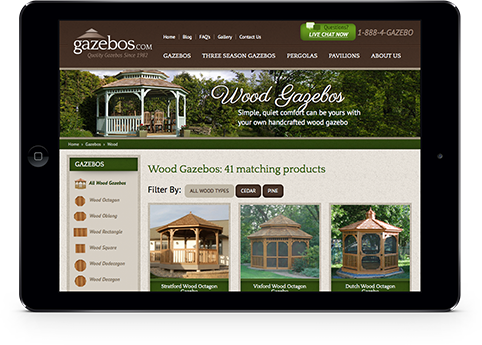 Questions?
LIVE CHAT NOW
1-888-4-GAZEBO
Home Blog FAQ's Gallery Contact Us
gazebos.COM
Quality Gazebos Since 1982
GAZEBOS THREE SEASON GAZEBOS PERGOLAS PAVILIONS ABOUT US
Wood Gazebos
Simple, quiet comfort can be yours with
your own handcrafted wood gazebo
Home › Gazebos › Wood
GAZEBOS
All Wood Gazebos
Wood Octagon
Wood Oblong
Wood Rectangle
Wood Square
Wood Dodecagon
Wood Decagon
Wood Gazebos: 41 matching products
Filter By: ALL WOOD TYPES CEDAR PINE
Stratford Wood Octagon
Gazebo
Vixford Wood Octagon
Gazebo
Dutch Wood Octagon
Gazebo